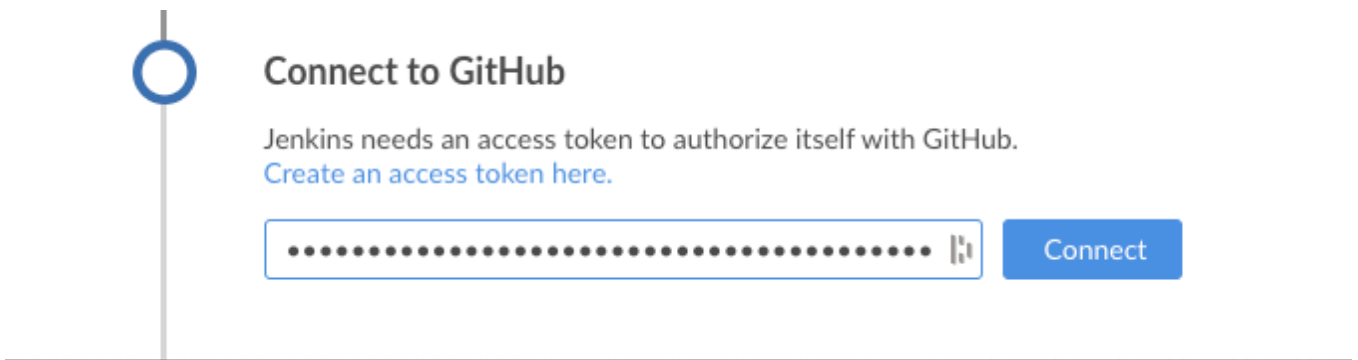 Connect to GitHub
Jenkins needs an access token to authorize itself with GitHub.
Create an access token here.
Connect